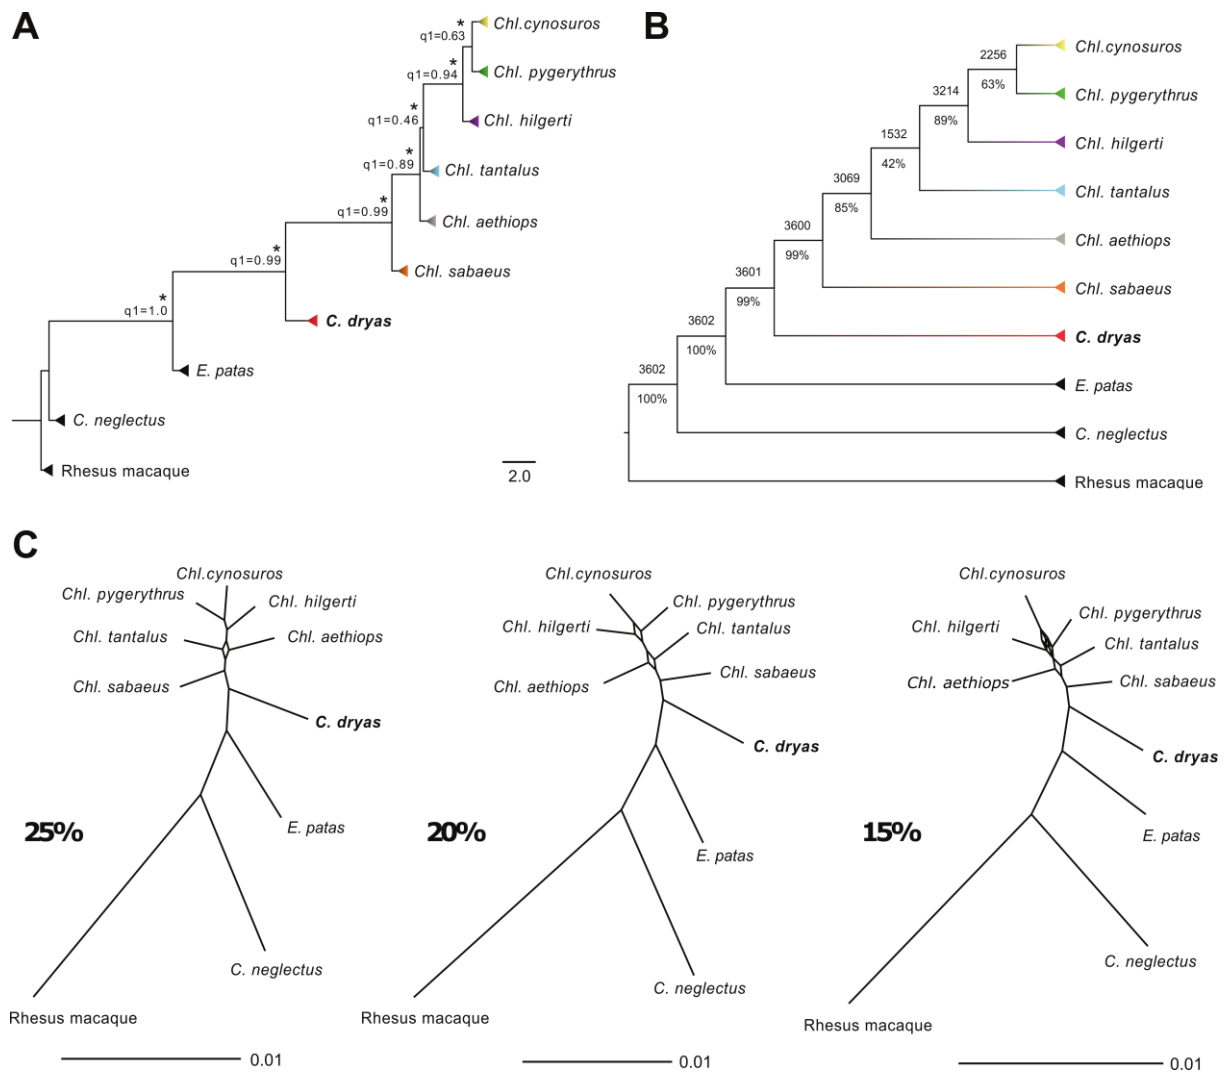 A
*
Chl.cynosuros
q1=0.63
*
Chl. pygerythrus
q1=0.94
*
Chl. hilgerti
q1=0.46
*
Chl. tantalus
q1=0.89
*
Chl. aethiops
q1=0.99
*
Chl. sabaeus
q1=0.99
*
C. dryas
q1=1.0
E. patas
C. neglectus
Rhesus macaque
2.0
B
Chl.cynosuros
2256
63%
Chl. pygerythrus
3214
89%
Chl. hilgerti
1532
42%
Chl. tantalus
3069
85%
Chl. aethiops
3600
99%
Chl. sabaeus
3601
99%
C. dryas
3602
100%
E. patas
3602
100%
C. neglectus
Rhesus macaque
C
Chl.cynosuros
Chl. pygerythrus
Chl. hilgerti
Chl. tantalus
Chl. aethiops
Chl. sabaeus
C. dryas
25%
E. patas
C. neglectus
Rhesus macaque
0.01
Chl.cynosuros
Chl. pygerythrus
Chl. hilgerti
Chl. tantalus
Chl. sabaeus
Chl. aethiops
C. dryas
20%
E. patas
C. neglectus
Rhesus macaque
0.01
Chl.cynosuros
Chl. pygerythrus
Chl. hilgerti
Chl. tantalus
Chl. aethiops
Chl. sabaeus
C. dryas
15%
E. patas
C. neglectus
Rhesus macaque
0.01